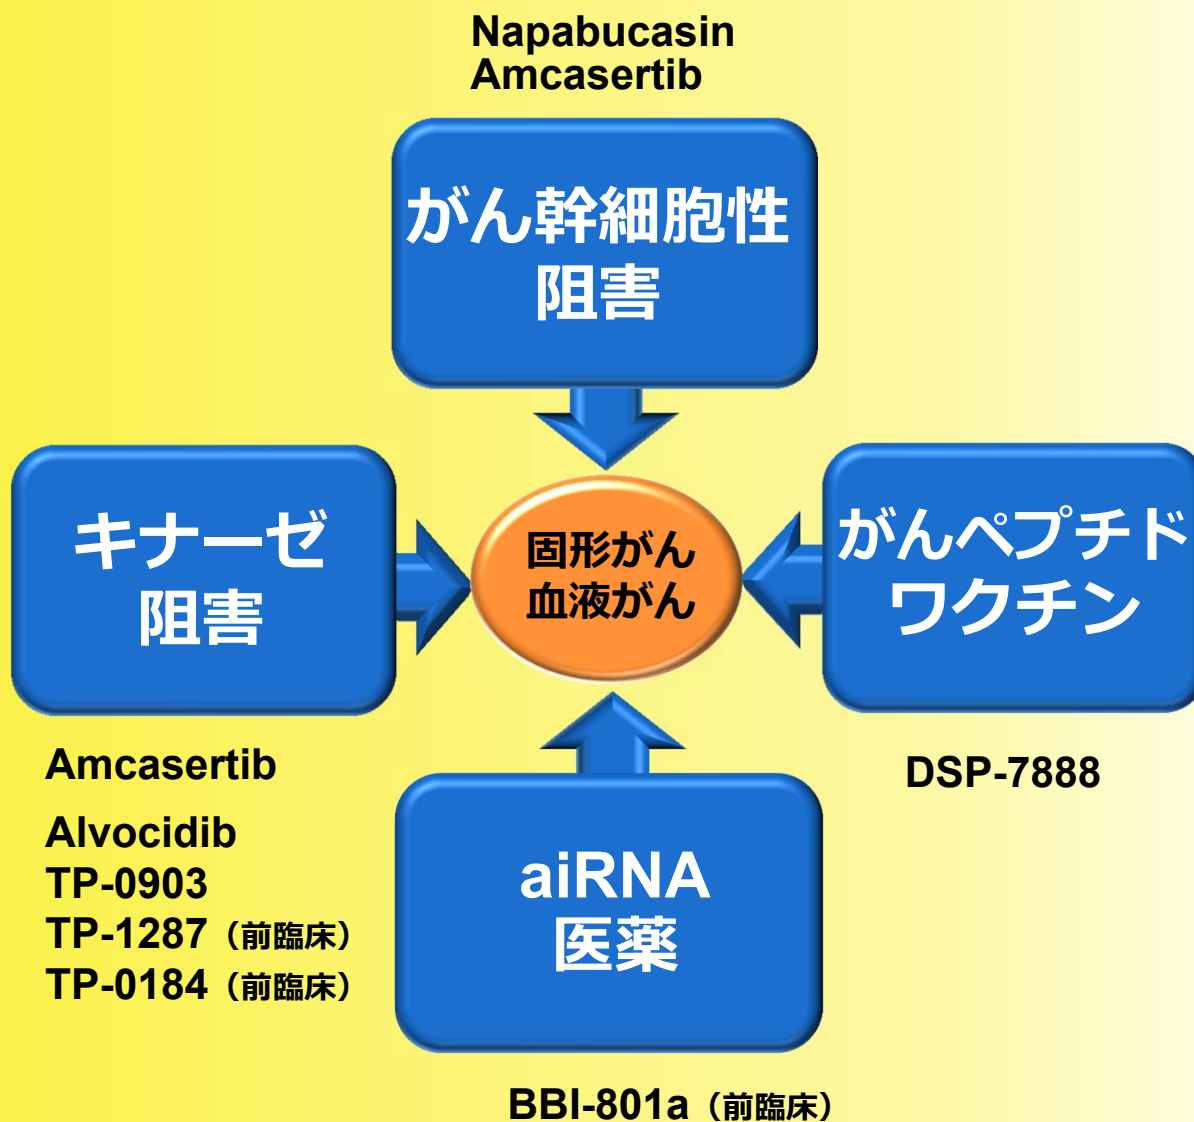 Napabucasin
Amcasertib
がん幹細胞性
阻害
キナーゼ
阻害
固形がん
血液がん
がんペプチド
ワクチン
Amcasertib
Alvocidib
TP-0903
TP-1287（前臨床）
TP-0184（前臨床）
DSP-7888
aiRNA
医薬
BBI-801a（前臨床）